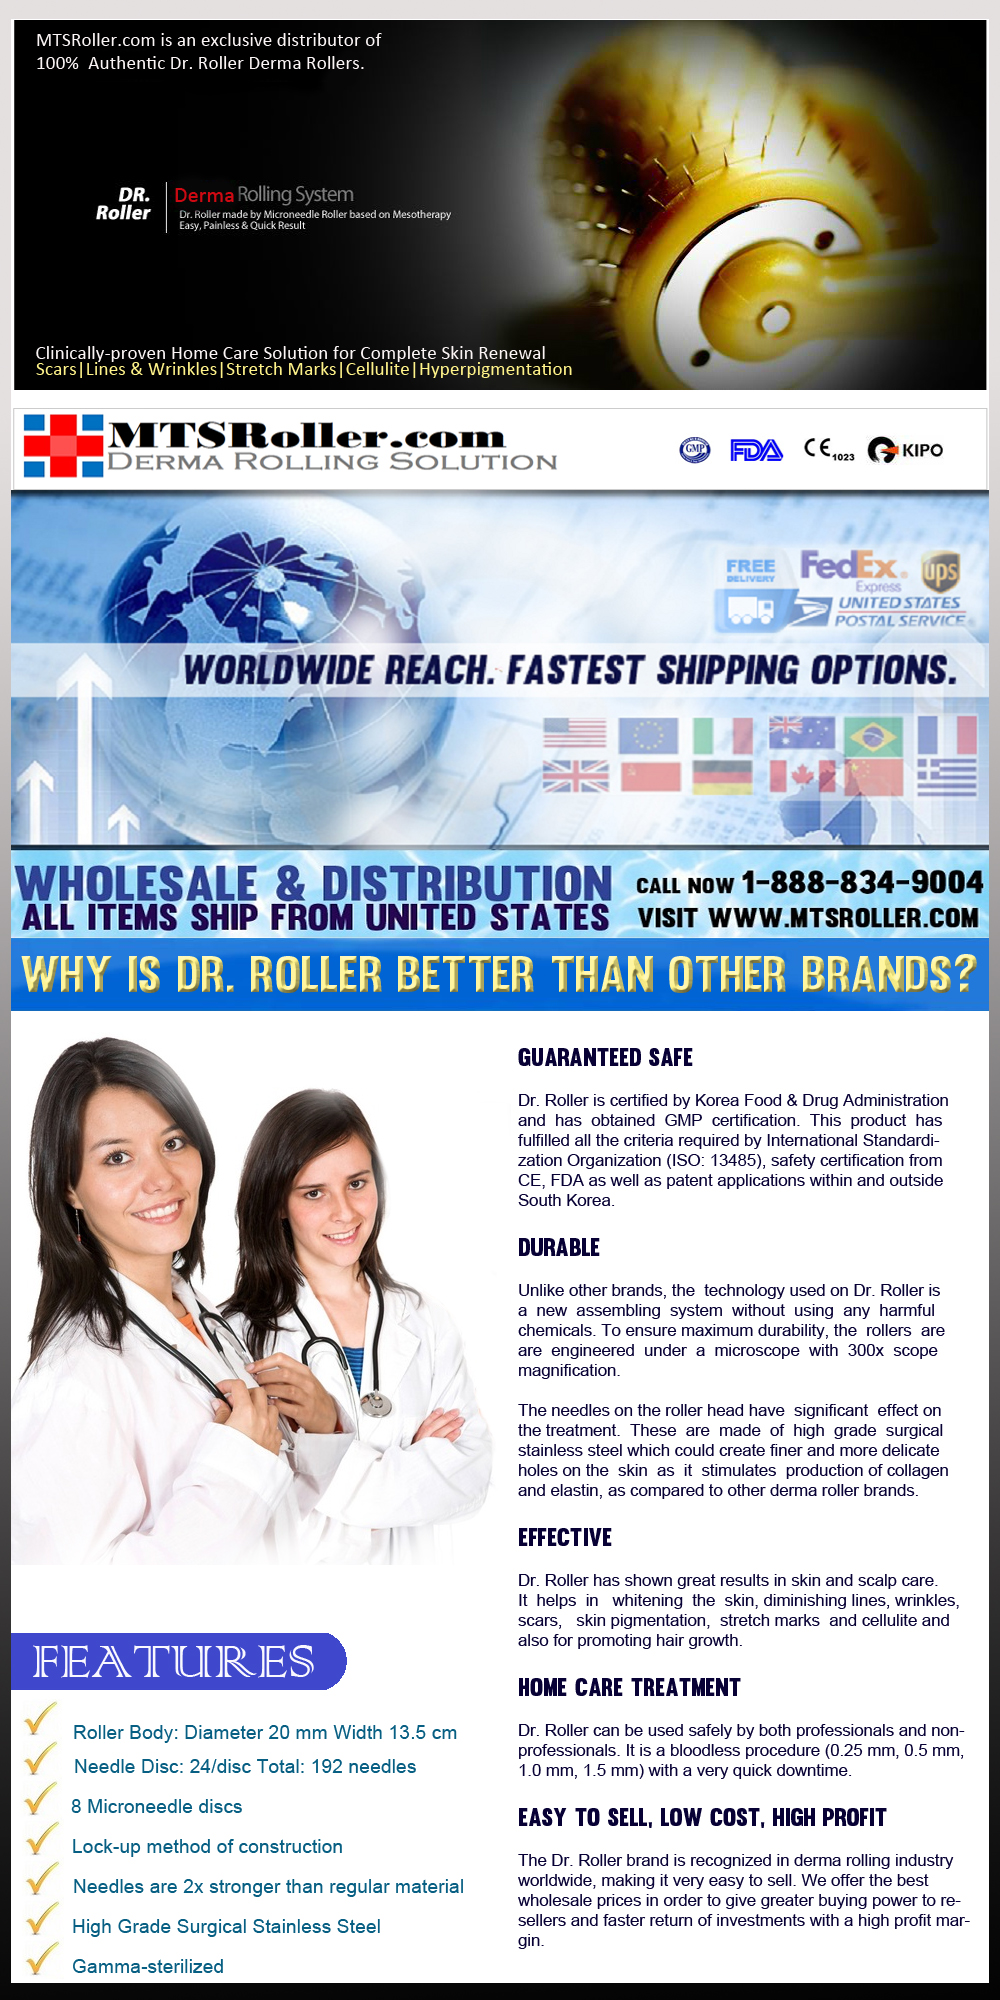 MTSRoller.com is an exclusive distributor of
100% Authentic Dr. Roller Derma Rollers.
DR.
Roller
Derma Rolling System
Dr. Roller made by Microneedle Roller based on Mesotherapy
Easy, Painless & Quick Result
Clinically-proven Home Care Solution for Complete Skin Renewal
Scars|Lines & Wrinkles|Stretch Marks|Cellulite|Hyperpigmentation
MTSRoller.com
DERMA ROLLING SOLUTION
GMP
FDA
CE 1023
KIPO
FREE
DELIVERY
FedEx.
Express
ups
UNITED STATES
POSTAL SERVICE
WORLDWIDE REACH. FASTEST SHIPPING OPTIONS.
WHOLESALE & DISTRIBUTION
ALL ITEMS SHIP FROM UNITED STATES
CALL NOW 1-888-834-9004
VISIT WWW.MTSROLLER.COM
WHY IS DR. ROLLER BETTER THAN OTHER BRANDS?
GUARANTEED SAFE
Dr. Roller is certified by Korea Food & Drug Administration
and has obtained GMP certification. This product has
fulfilled all the criteria required by International Standardi-
zation Organization (ISO: 13485), safety certification from
CE, FDA as well as patent applications within and outside
South Korea.
DURABLE
Unlike other brands, the technology used on Dr. Roller is
a new assembling system without using any harmful
chemicals. To ensure maximum durability, the rollers are
are engineered under a microscope with 300x scope
magnification.
The needles on the roller head have significant effect on
the treatment. These are made of high grade surgical
stainless steel which could create finer and more delicate
holes on the skin as it stimulates production of collagen
and elastin, as compared to other derma roller brands.
EFFECTIVE
Dr. Roller has shown great results in skin and scalp care.
It helps in whitening the skin, diminishing lines, wrinkles,
scars, skin pigmentation, stretch marks and cellulite and
also for promoting hair growth.
HOME CARE TREATMENT
Dr. Roller can be used safely by both professionals and non-
professionals. It is a bloodless procedure (0.25 mm, 0.5 mm,
1.0 mm, 1.5 mm) with a very quick downtime.
EASY TO SELL, LOW COST, HIGH PROFIT
The Dr. Roller brand is recognized in derma rolling industry
worldwide, making it very easy to sell. We offer the best
wholesale prices in order to give greater buying power to re-
sellers and faster return of investments with a high profit mar-
gin.
FEATURES
Roller Body: Diameter 20 mm Width 13.5 cm
Needle Disc: 24/disc Total: 192 needles
8 Microneedle discs
Lock-up method of construction
Needles are 2x stronger than regular material
High Grade Surgical Stainless Steel
Gamma-sterilized